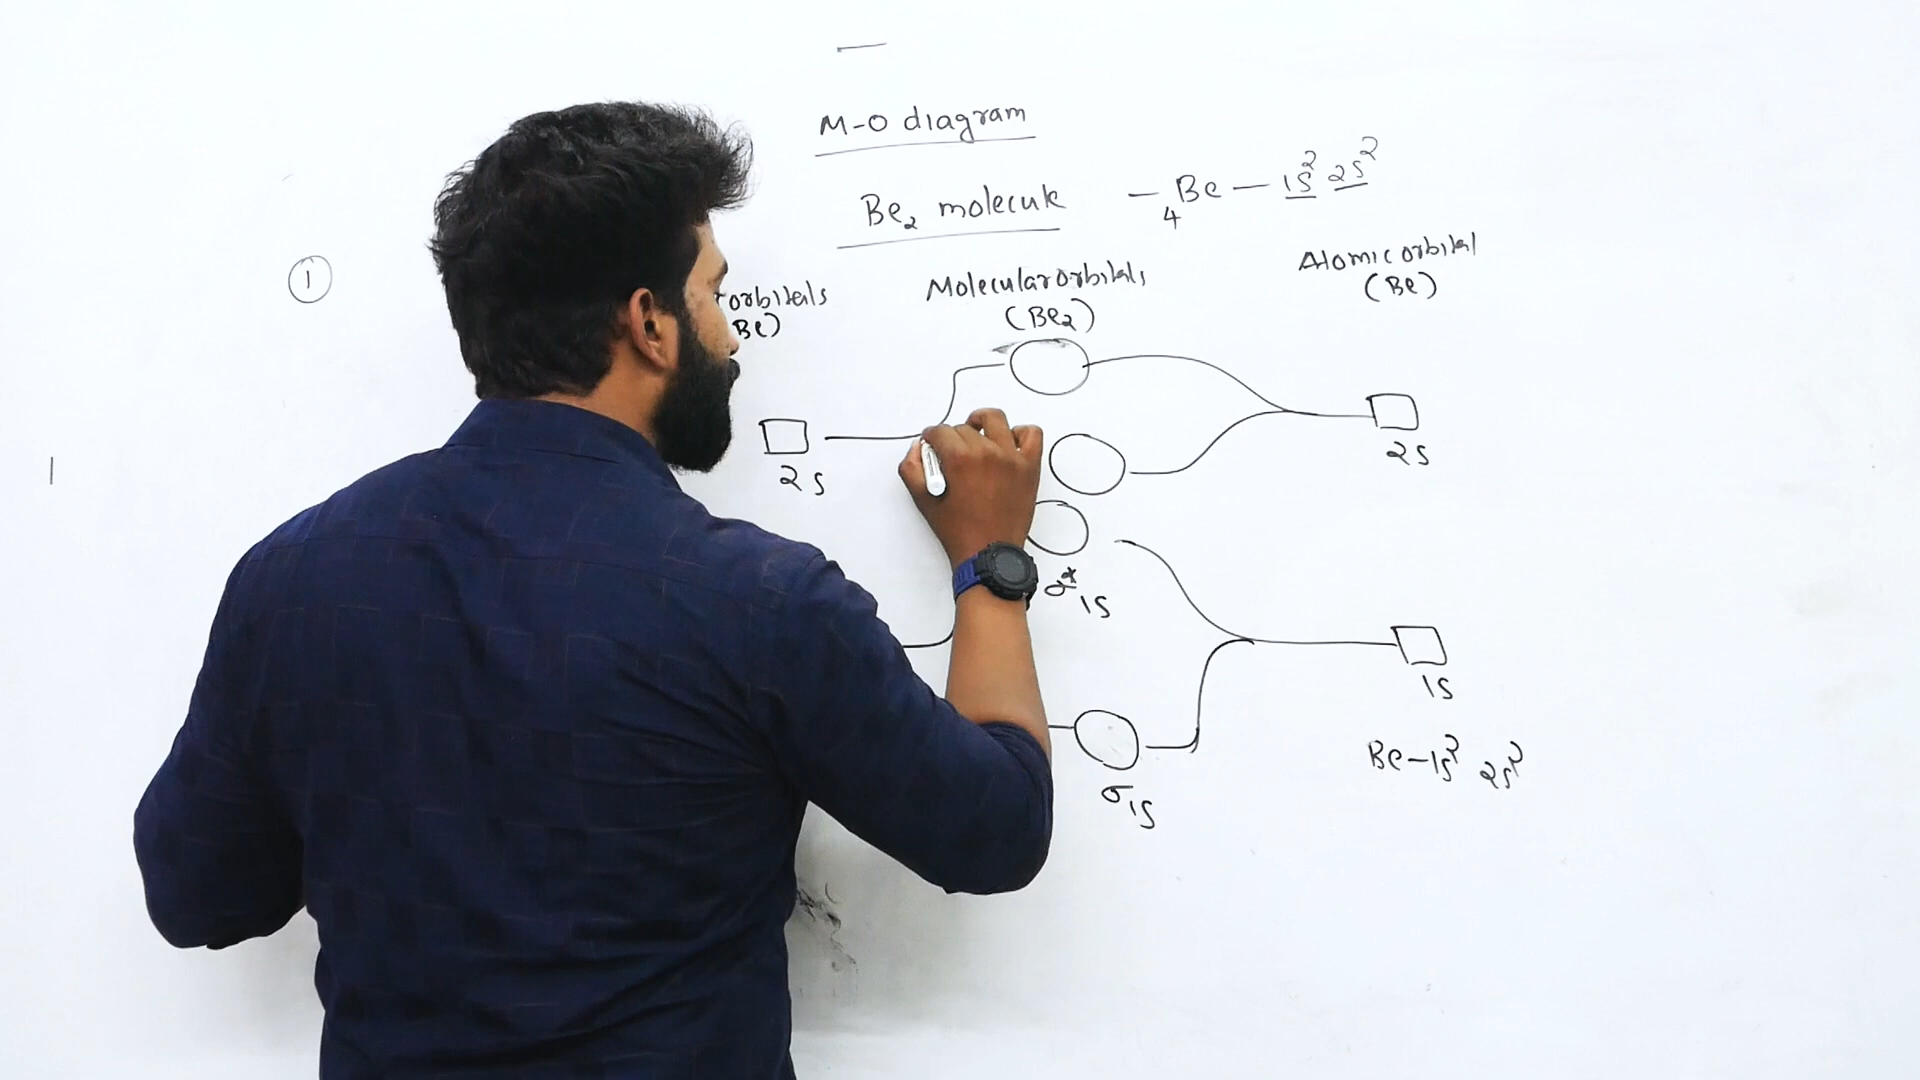 M-O diagram
Be₂ molecule - ₄Be - 1s² 2s²
1
orbitals
Be)
Molecular orbitals
(Be₂)
Atomic orbital
(Be)
2s
2s
σ*1s
1s
σ1s
Be-1s² 2s²